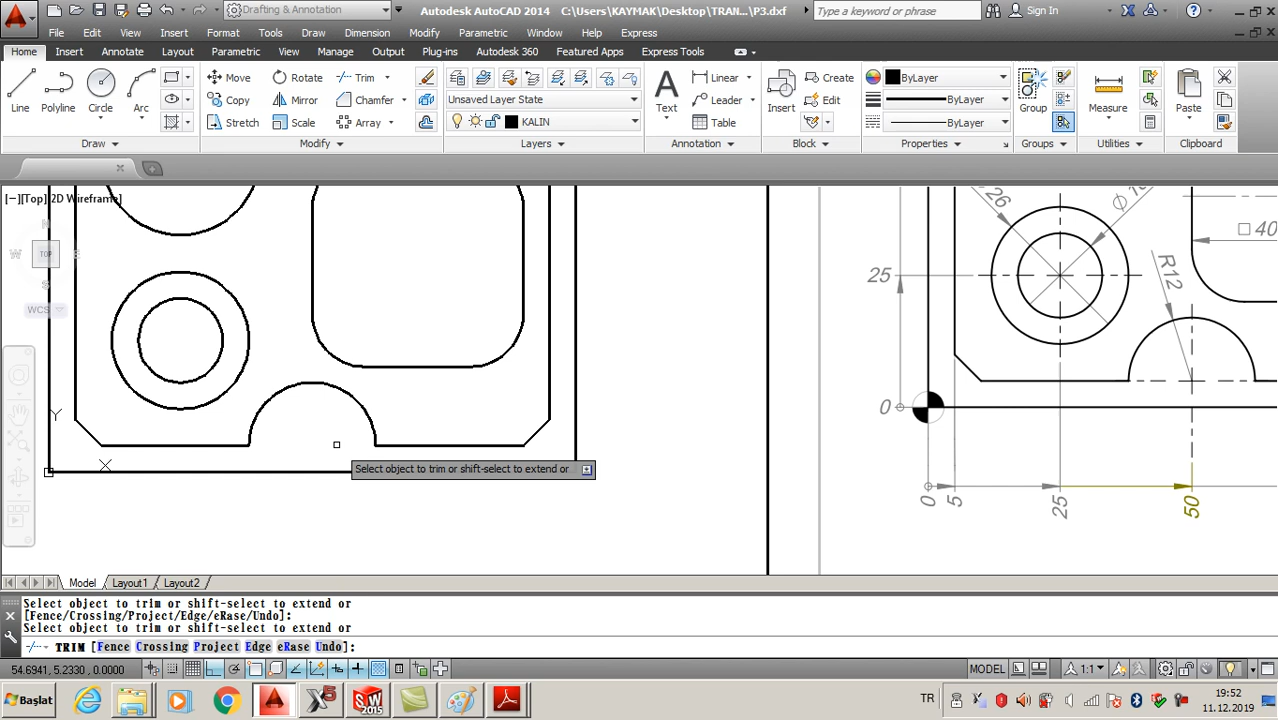 Drafting & Annotation
Autodesk AutoCAD 2014 C:\Users\KAYMAK\Desktop\TRAN...\P3.dxf
Type a keyword or phrase
Sign In
File Edit View Insert Format Tools Draw Dimension Modify Parametric Window Help Express
Home Insert Annotate Layout Parametric View Manage Output Plug-ins Autodesk 360 Featured Apps Express Tools
Line Polyline Circle Arc
Move Rotate Trim
Copy Mirror Chamfer
Stretch Scale Array
Unsaved Layer State
KALIN
Text Linear
Leader
Table
Insert Create
Edit
ByLayer
ByLayer
ByLayer
Group Measure Paste
Draw Modify Layers Annotation Block Properties Groups Utilities Clipboard
[−][Top][2D Wireframe]
N
W TOP E
S
WCS
Y
X
26
40
25
R12
0
0 5 25 50
Select object to trim or shift-select to extend or
Model Layout1 Layout2
Select object to trim or shift-select to extend or
[Fence/Crossing/Project/Edge/eRase/Undo]:
Select object to trim or shift-select to extend or
TRIM [Fence Crossing Project Edge eRase Undo]:
54.6941, 5.2330, 0.0000
MODEL 1:1
Başlat
SW
2015
TR
19:52
11.12.2019